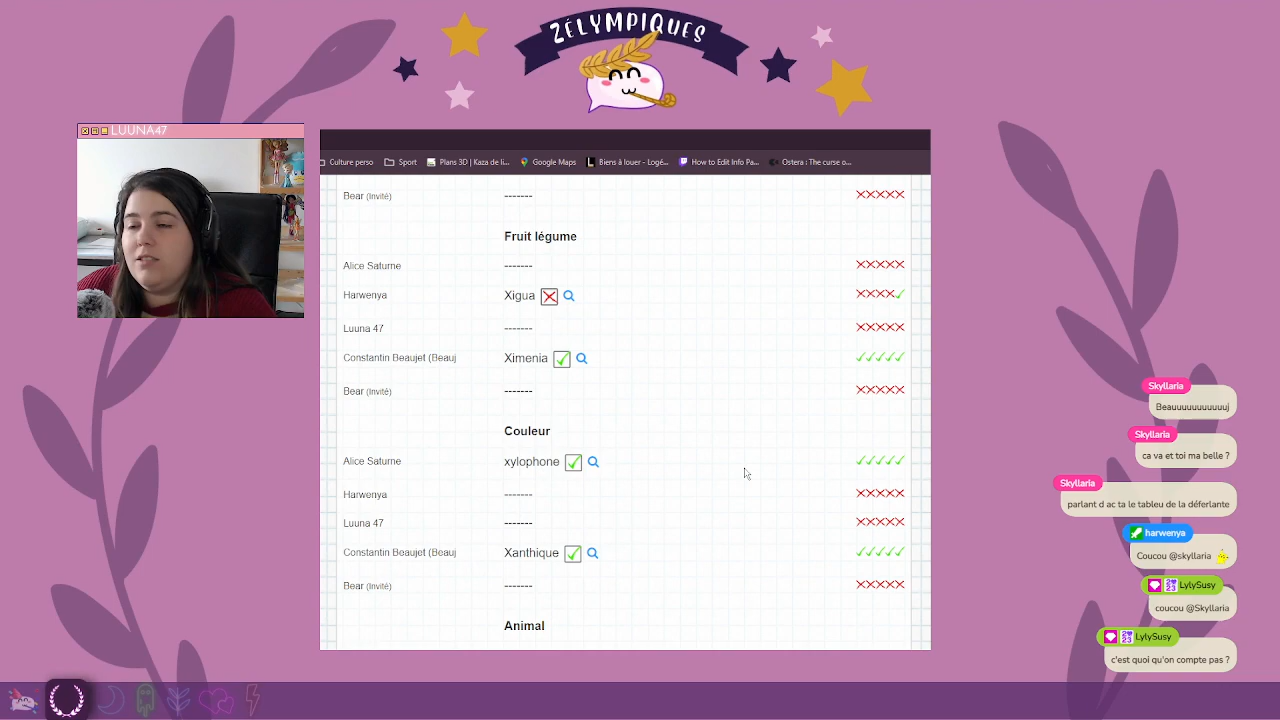 ZÉLYMPIQUES
LUUNA47
Culture perso
Sport
Plans 3D | Kaza de li...
Google Maps
Biens à louer - Logé...
How to Edit Info Pa...
Ostera : The curse o...
Bear (Invité) -------
Fruit légume
Alice Saturne -------
Harwenya Xigua
Luuna 47 -------
Constantin Beaujet (Beauj Ximenia
Bear (Invité) -------
Couleur
Alice Saturne xylophone
Harwenya -------
Luuna 47 -------
Constantin Beaujet (Beauj Xanthique
Bear (Invité) -------
Animal
Skyllaria
Beauuuuuuuuuuuj
Skyllaria
ca va et toi ma belle ?
Skyllaria
parlant d ac ta le tableu de la déferlante
harwenya
Coucou @skyllaria
LylySusy
coucou @Skyllaria
LylySusy
c'est quoi qu'on compte pas ?